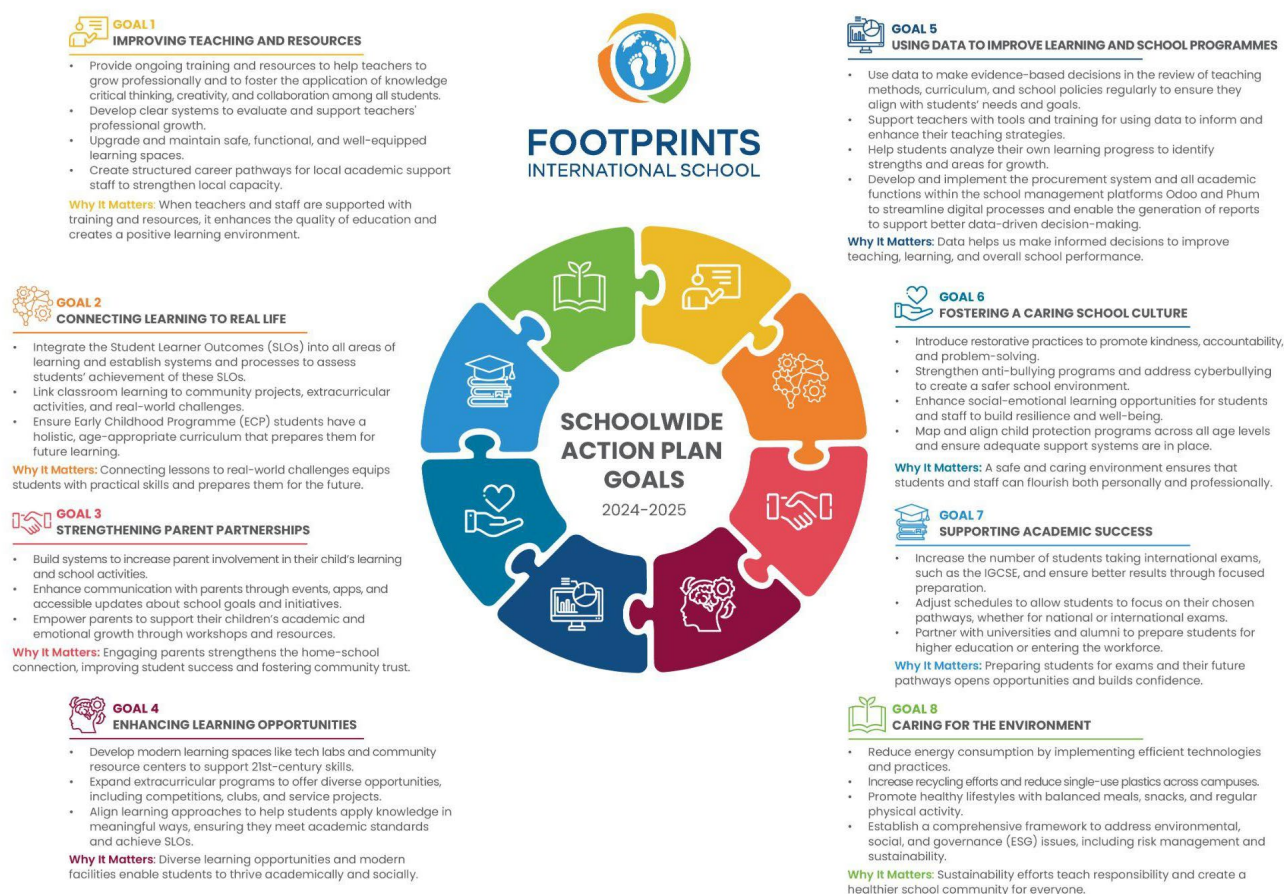 GOAL 1
IMPROVING TEACHING AND RESOURCES
• Provide ongoing training and resources to help teachers to
grow professionally and to foster the application of knowledge
critical thinking, creativity, and collaboration among all students.
• Develop clear systems to evaluate and support teachers'
professional growth.
• Upgrade and maintain safe, functional, and well-equipped
learning spaces.
• Create structured career pathways for local academic support
staff to strengthen local capacity.
Why It Matters: When teachers and staff are supported with
training and resources, it enhances the quality of education and
creates a positive learning environment.
GOAL 2
CONNECTING LEARNING TO REAL LIFE
• Integrate the Student Learner Outcomes (SLOs) into all areas of
learning and establish systems and processes to assess
students' achievement of these SLOs.
• Link classroom learning to community projects, extracurricular
activities, and real-world challenges.
• Ensure Early Childhood Programme (ECP) students have a
holistic, age-appropriate curriculum that prepares them for
future learning.
Why It Matters: Connecting lessons to real-world challenges equips
students with practical skills and prepares them for the future.
GOAL 3
STRENGTHENING PARENT PARTNERSHIPS
• Build systems to increase parent involvement in their child's learning
and school activities.
• Enhance communication with parents through events, apps, and
accessible updates about school goals and initiatives.
• Empower parents to support their children's academic and
emotional growth through workshops and resources.
Why It Matters: Engaging parents strengthens the home-school
connection, improving student success and fostering community trust.
GOAL 4
ENHANCING LEARNING OPPORTUNITIES
• Develop modern learning spaces like tech labs and community
resource centers to support 21st-century skills.
• Expand extracurricular programs to offer diverse opportunities,
including competitions, clubs, and service projects.
• Align learning approaches to help students apply knowledge in
meaningful ways, ensuring they meet academic standards
and achieve SLOs.
Why It Matters: Diverse learning opportunities and modern
facilities enable students to thrive academically and socially.
FOOTPRINTS
INTERNATIONAL SCHOOL
SCHOOLWIDE
ACTION PLAN
GOALS
2024-2025
GOAL 5
USING DATA TO IMPROVE LEARNING AND SCHOOL PROGRAMMES
• Use data to make evidence-based decisions in the review of teaching
methods, curriculum, and school policies regularly to ensure they
align with students' needs and goals.
• Support teachers with tools and training for using data to inform and
enhance their teaching strategies.
• Help students analyze their own learning progress to identify
strengths and areas for growth.
• Develop and implement the procurement system and all academic
functions within the school management platforms Odoo and Phum
to streamline digital processes and enable the generation of reports
to support better data-driven decision-making.
Why It Matters: Data helps us make informed decisions to improve
teaching, learning, and overall school performance.
GOAL 6
FOSTERING A CARING SCHOOL CULTURE
• Introduce restorative practices to promote kindness, accountability,
and problem-solving.
• Strengthen anti-bullying programs and address cyberbullying
to create a safer school environment.
• Enhance social-emotional learning opportunities for students
and staff to build resilience and well-being.
• Map and align child protection programs across all age levels
and ensure adequate support systems are in place.
Why It Matters: A safe and caring environment ensures that
students and staff can flourish both personally and professionally.
GOAL 7
SUPPORTING ACADEMIC SUCCESS
• Increase the number of students taking international exams,
such as the IGCSE, and ensure better results through focused
preparation.
• Adjust schedules to allow students to focus on their chosen
pathways, whether for national or international exams.
• Partner with universities and alumni to prepare students for
higher education or entering the workforce.
Why It Matters: Preparing students for exams and their future
pathways opens opportunities and builds confidence.
GOAL 8
CARING FOR THE ENVIRONMENT
• Reduce energy consumption by implementing efficient technologies
and practices.
• Increase recycling efforts and reduce single-use plastics across campuses.
• Promote healthy lifestyles with balanced meals, snacks, and regular
physical activity.
• Establish a comprehensive framework to address environmental,
social, and governance (ESG) issues, including risk management and
sustainability.
Why It Matters: Sustainability efforts teach responsibility and create a
healthier school community for everyone.